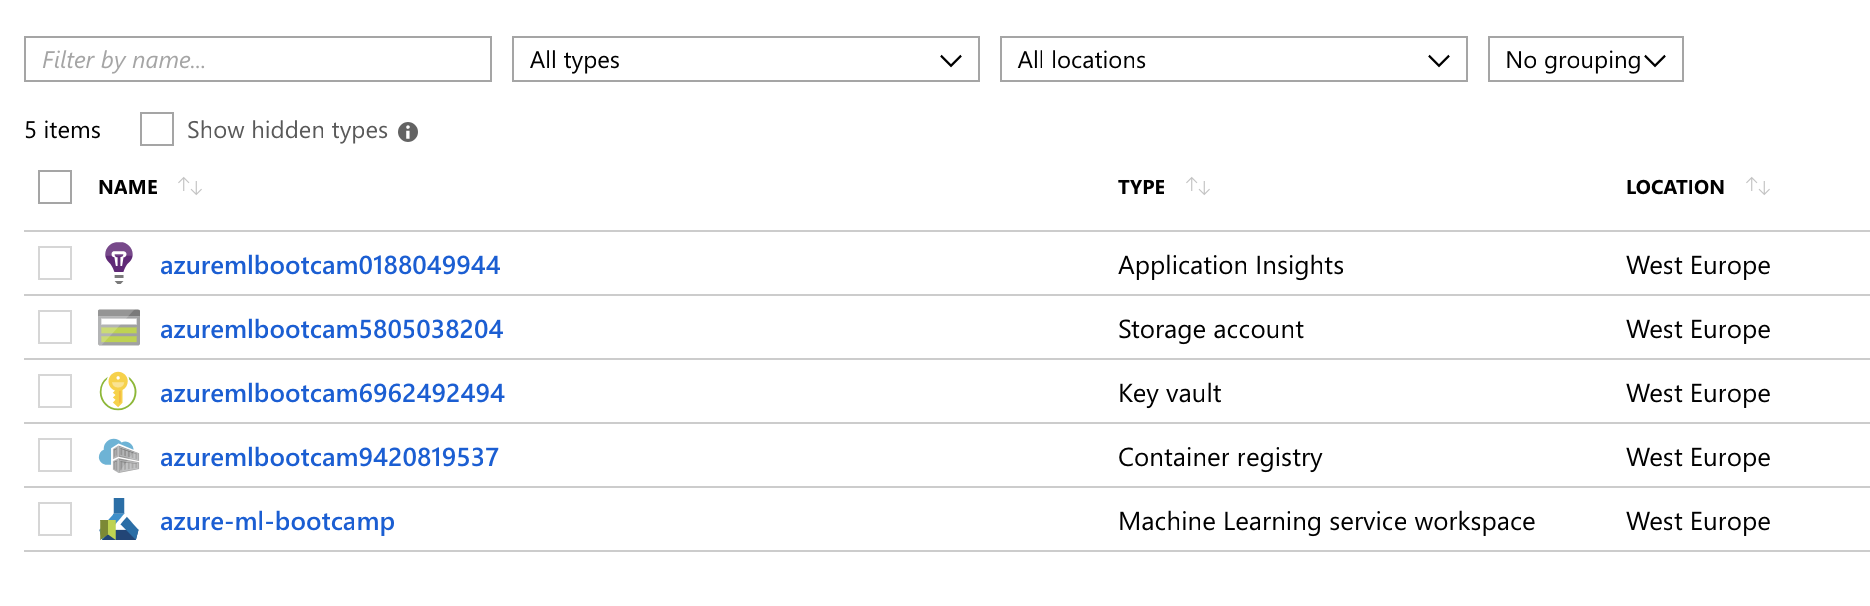 Filter by name... All types All locations No grouping
5 items Show hidden types
NAME TYPE LOCATION
azuremlbootcam0188049944 Application Insights West Europe
azuremlbootcam5805038204 Storage account West Europe
azuremlbootcam6962492494 Key vault West Europe
azuremlbootcam9420819537 Container registry West Europe
azure-ml-bootcamp Machine Learning service workspace West Europe